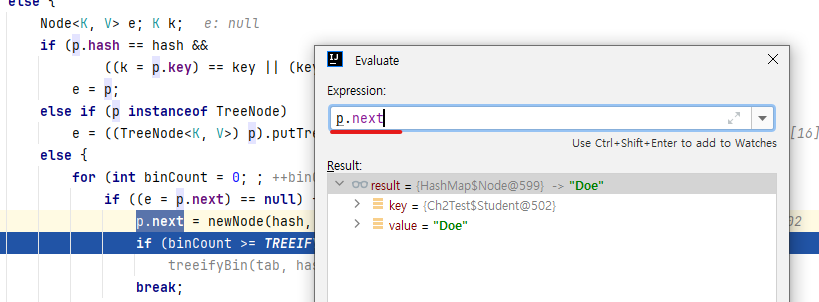 else {
Node<K, V> e; K k; e: null
if (p.hash == hash &&
((k = p.key) == key || (key
e = p;
else if (p instanceof TreeNode)
e = ((TreeNode<K, V>) p).putTre
[16]
else {
for (int binCount = 0; ; ++bin
if ((e = p.next) == null)
p.next = newNode(hash,
02
if (binCount >= TREEIF
treeifyBin(tab, has
break;
Evaluate
Expression:
p.next
Use Ctrl+Shift+Enter to add to Watches
Result:
result = {HashMap$Node@599} -> "Doe"
key = {Ch2Test$Student@502}
value = "Doe"